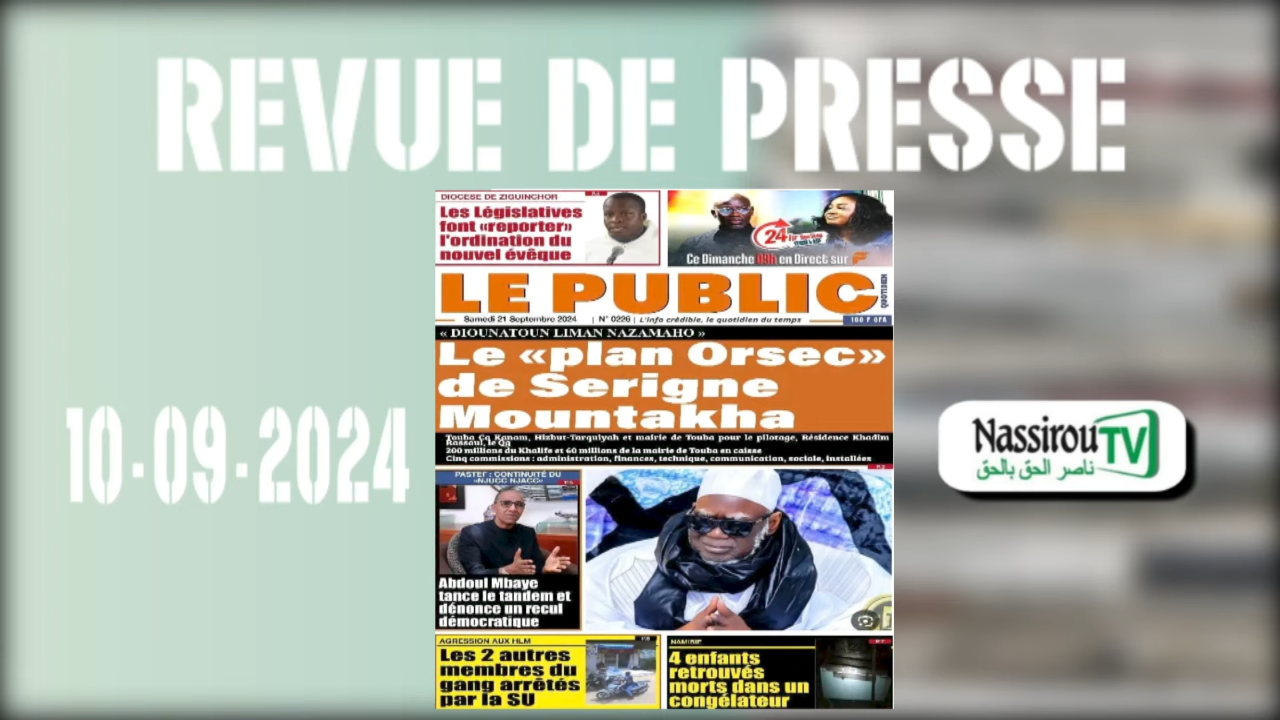 REVUE DE PRESSE
DIOCESE DE ZIGUINCHOR
Les Législatives
font «reporter»
l'ordination du
nouvel évêque
24
Ce Dimanche 09h en Direct sur
LE PUBLIC
QUOTIDIEN
Samedi 21 Septembre 2024 | N° 0226 | L'info crédible, le quotidien du temps
100 F CFA
« DIOUNATOUN LIMAN NAZAMAHO »
Le «plan Orsec»
de Serigne
Mountakha
Touba Ca Kanam, Hizbut-Tarquiyah et mairie de Touba pour le pilotage, Résidence Khadim
Rassoul, le Qg
200 millions du Khalife et 60 millions de la mairie de Touba en caisse
Cinq commissions : administration, finances, technique, communication, sociale, installées
PASTEF : CONTINUITÉ DU
«NJUCC NJACC»
Abdoul Mbaye
tance le tandem et
dénonce un recul
démocratique
AGRESSION AUX HLM
Les 2 autres
membres du
gang arrêtés
par la SU
NAMIBIE
4 enfants
retrouvés
morts dans un
congélateur
10-09-2024
Nassirou TV
ناصر الحق بالحق